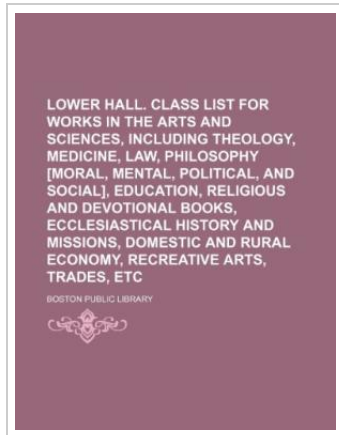 LOWER HALL. CLASS LIST FOR
WORKS IN THE ARTS AND
SCIENCES, INCLUDING THEOLOGY,
MEDICINE, LAW, PHILOSOPHY
[MORAL, MENTAL, POLITICAL, AND
SOCIAL], EDUCATION, RELIGIOUS
AND DEVOTIONAL BOOKS,
ECCLESIASTICAL HISTORY AND
MISSIONS, DOMESTIC AND RURAL
ECONOMY, RECREATIVE ARTS,
TRADES, ETC
BOSTON PUBLIC LIBRARY